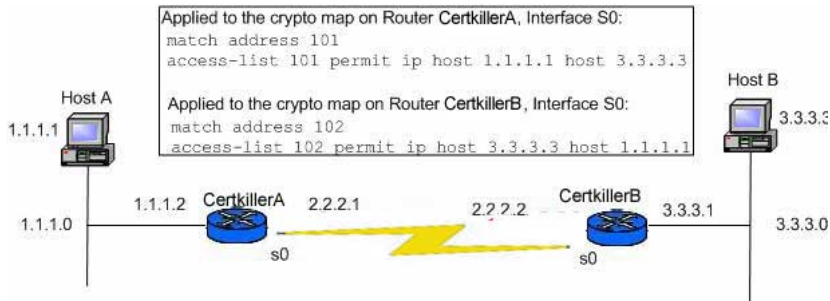 Applied to the crypto map on Router CertkillerA, Interface S0:
match address 101
access-list 101 permit ip host 1.1.1.1 host 3.3.3.3
Applied to the crypto map on Router CertkillerB, Interface S0:
match address 102
access-list 102 permit ip host 3.3.3.3 host 1.1.1.1
Host A
Host B
1.1.1.1
3.3.3.3
1.1.1.2
CertkillerA
2.2.2.1
2.2.2.2
CertkillerB
3.3.3.1
1.1.1.0
3.3.3.0
s0
s0